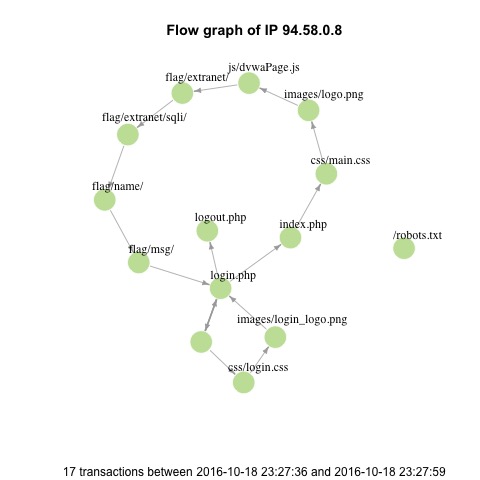 Flow graph of IP 94.58.0.8
js/dvwaPage.js
flag/extranet/
images/logo.png
flag/extranet/sqli/
css/main.css
flag/name/
logout.php
index.php
/robots.txt
flag/msg/
login.php
images/login_logo.png
css/login.css
17 transactions between 2016-10-18 23:27:36 and 2016-10-18 23:27:59